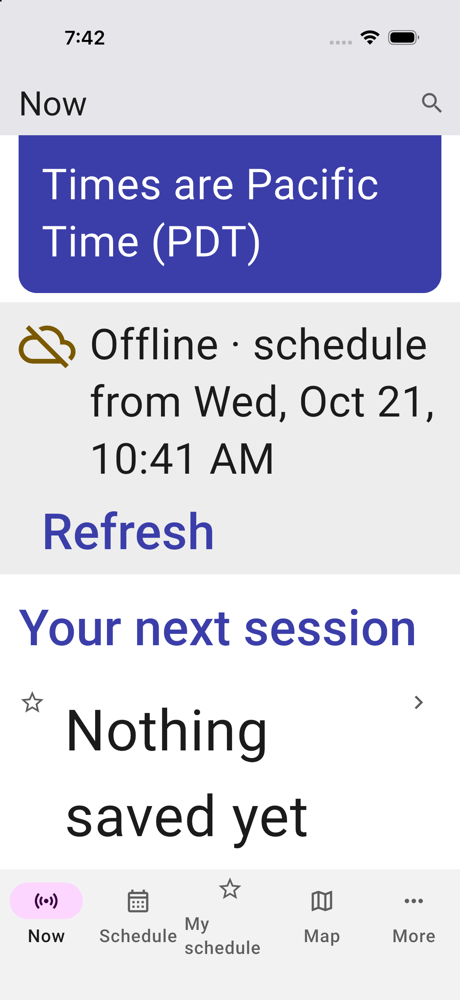 7:42
Now
Times are Pacific
Time (PDT)
Offline · schedule
from Wed, Oct 21,
10:41 AM
Refresh
Your next session
Nothing
saved yet
Now
Schedule
My
schedule
Map
More